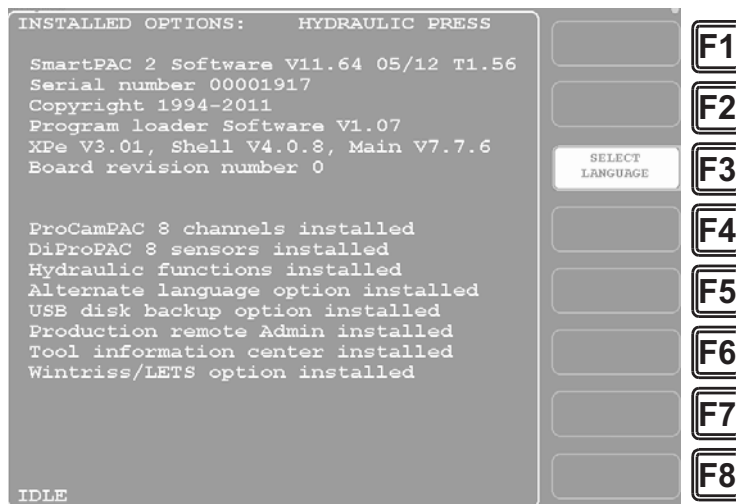 INSTALLED OPTIONS: HYDRAULIC PRESS
SmartPAC 2 Software V11.64 05/12 T1.56
Serial number 00001917
Copyright 1994-2011
Program loader Software V1.07
XPe V3.01, Shell V4.0.8, Main V7.7.6
Board revision number 0
ProCamPAC 8 channels installed
DiProPAC 8 sensors installed
Hydraulic functions installed
Alternate language option installed
USB disk backup option installed
Production remote Admin installed
Tool information center installed
Wintriss/LETS option installed
IDLE
SELECT
LANGUAGE
F1
F2
F3
F4
F5
F6
F7
F8